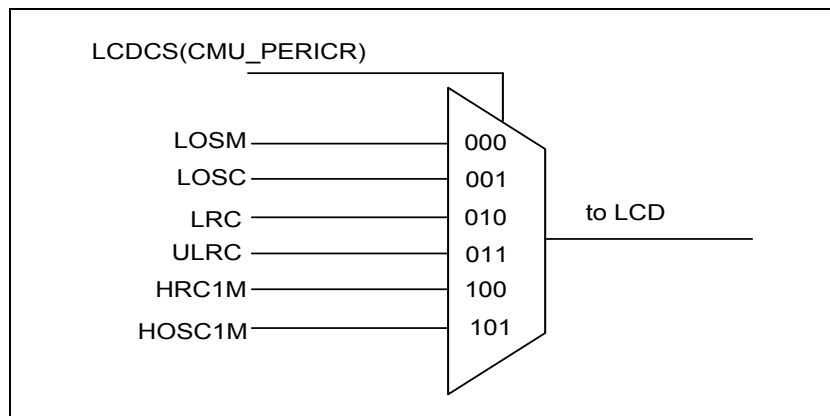 LCDCS(CMU_PERICR)
LOSM 000
LOSC 001
LRC 010 to LCD
ULRC 011
HRC1M 100
HOSC1M 101